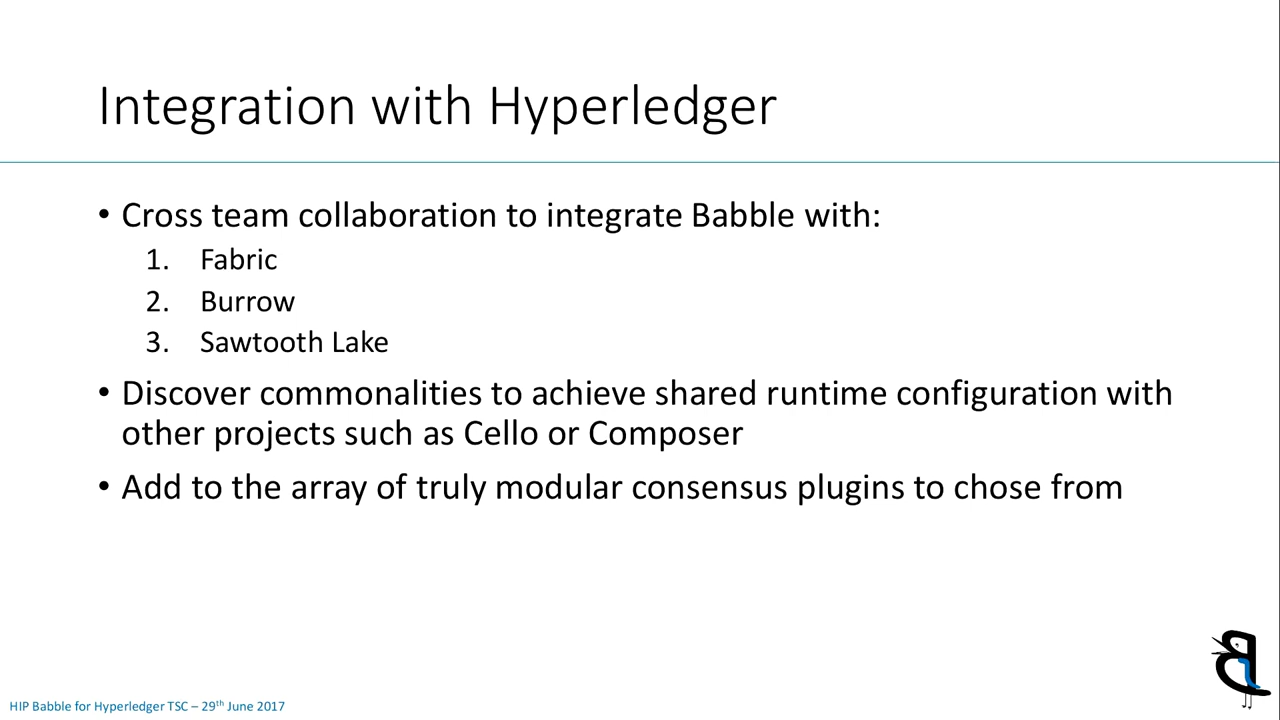 Integration with Hyperledger
• Cross team collaboration to integrate Babble with:
1. Fabric
2. Burrow
3. Sawtooth Lake
• Discover commonalities to achieve shared runtime configuration with
other projects such as Cello or Composer
• Add to the array of truly modular consensus plugins to chose from
HIP Babble for Hyperledger TSC – 29th June 2017